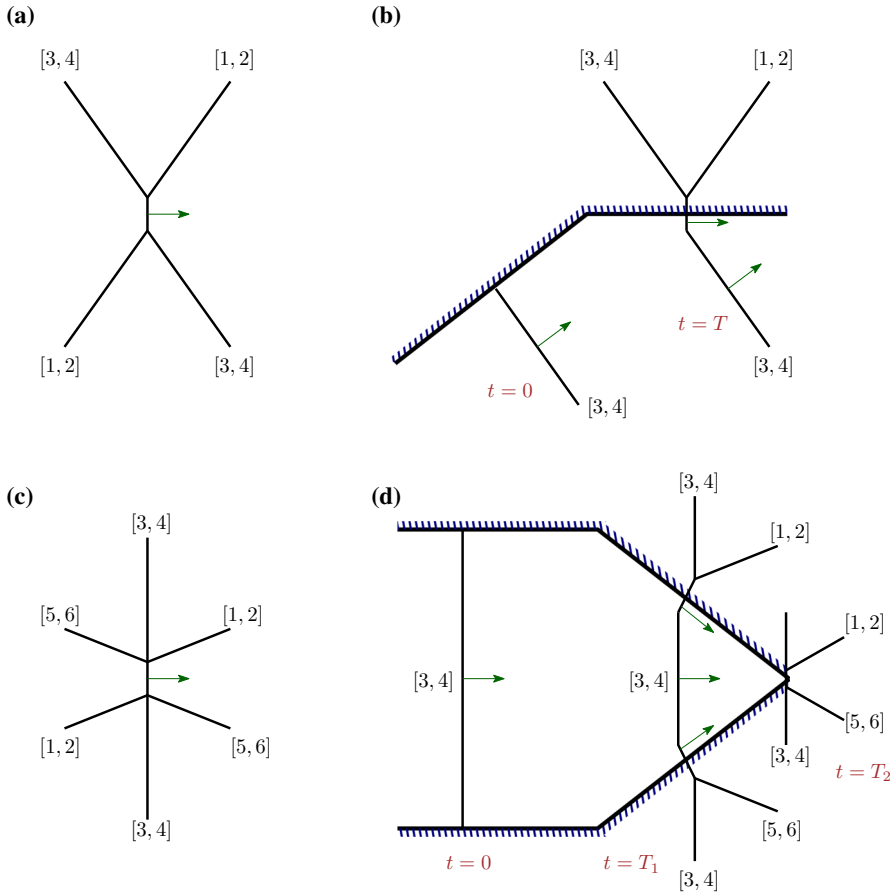 (a)
[3, 4]
[1, 2]
[1, 2]
[3, 4]
(b)
[3, 4]
[1, 2]
t = T
t = 0
[3, 4]
[3, 4]
(c)
[3, 4]
[5, 6]
[1, 2]
[1, 2]
[5, 6]
[3, 4]
(d)
[3, 4]
[1, 2]
[1, 2]
[3, 4]
[3, 4]
[5, 6]
[3, 4]
t = T₂
[5, 6]
t = 0
t = T₁
[3, 4]